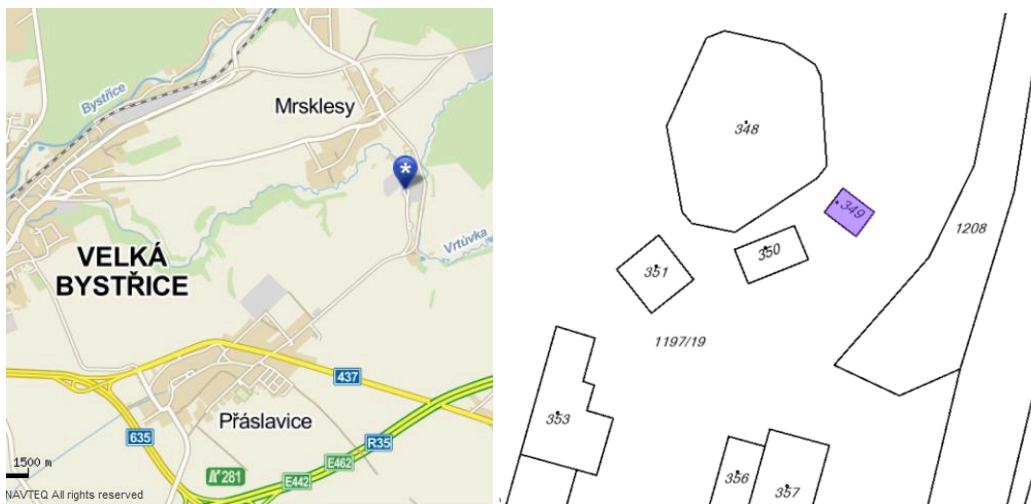 Bystřice
Mrsklesy
Vrtůvka
VELKÁ
BYSTŘICE
437
Přáslavice
635
R35
1500 m
281
E462
E442
NAVTEQ All rights reserved
348
349
1208
350
351
1197/19
353
356
357